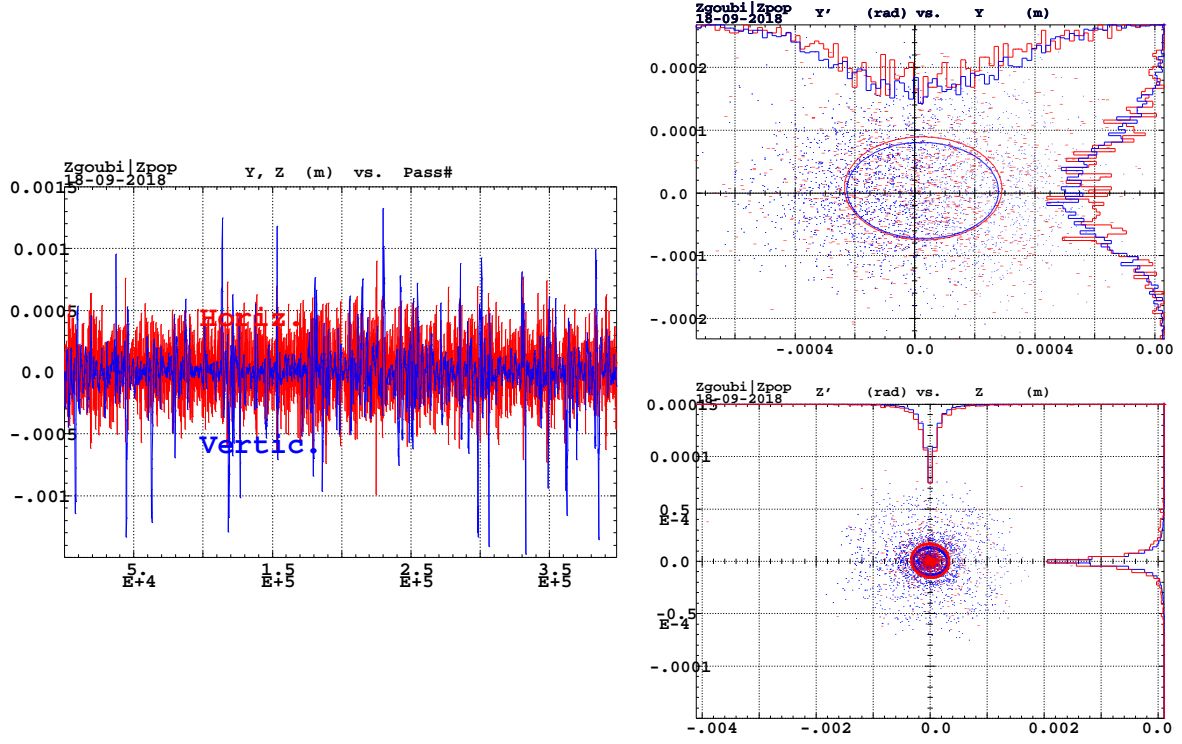 Zgoubi|Zpop
18-09-2018
Y, Z (m) vs. Pass#
0.0015
0.001
0.0005
0.0
-.0005
-.001
Horiz.
Vertic.
5.
E+4
1.5
E+5
2.5
E+5
3.5
E+5
Zgoubi|Zpop
18-09-2018
Y' (rad) vs. Y (m)
0.0002
0.0001
0.0
-.0001
-.0002
-.0004
0.0
0.0004
0.00
Zgoubi|Zpop
18-09-2018
Z' (rad) vs. Z (m)
0.00015
0.0001
0.5
E-4
0.0
-0.5
E-4
-.0001
-.004
-.002
0.0
0.002
0.0